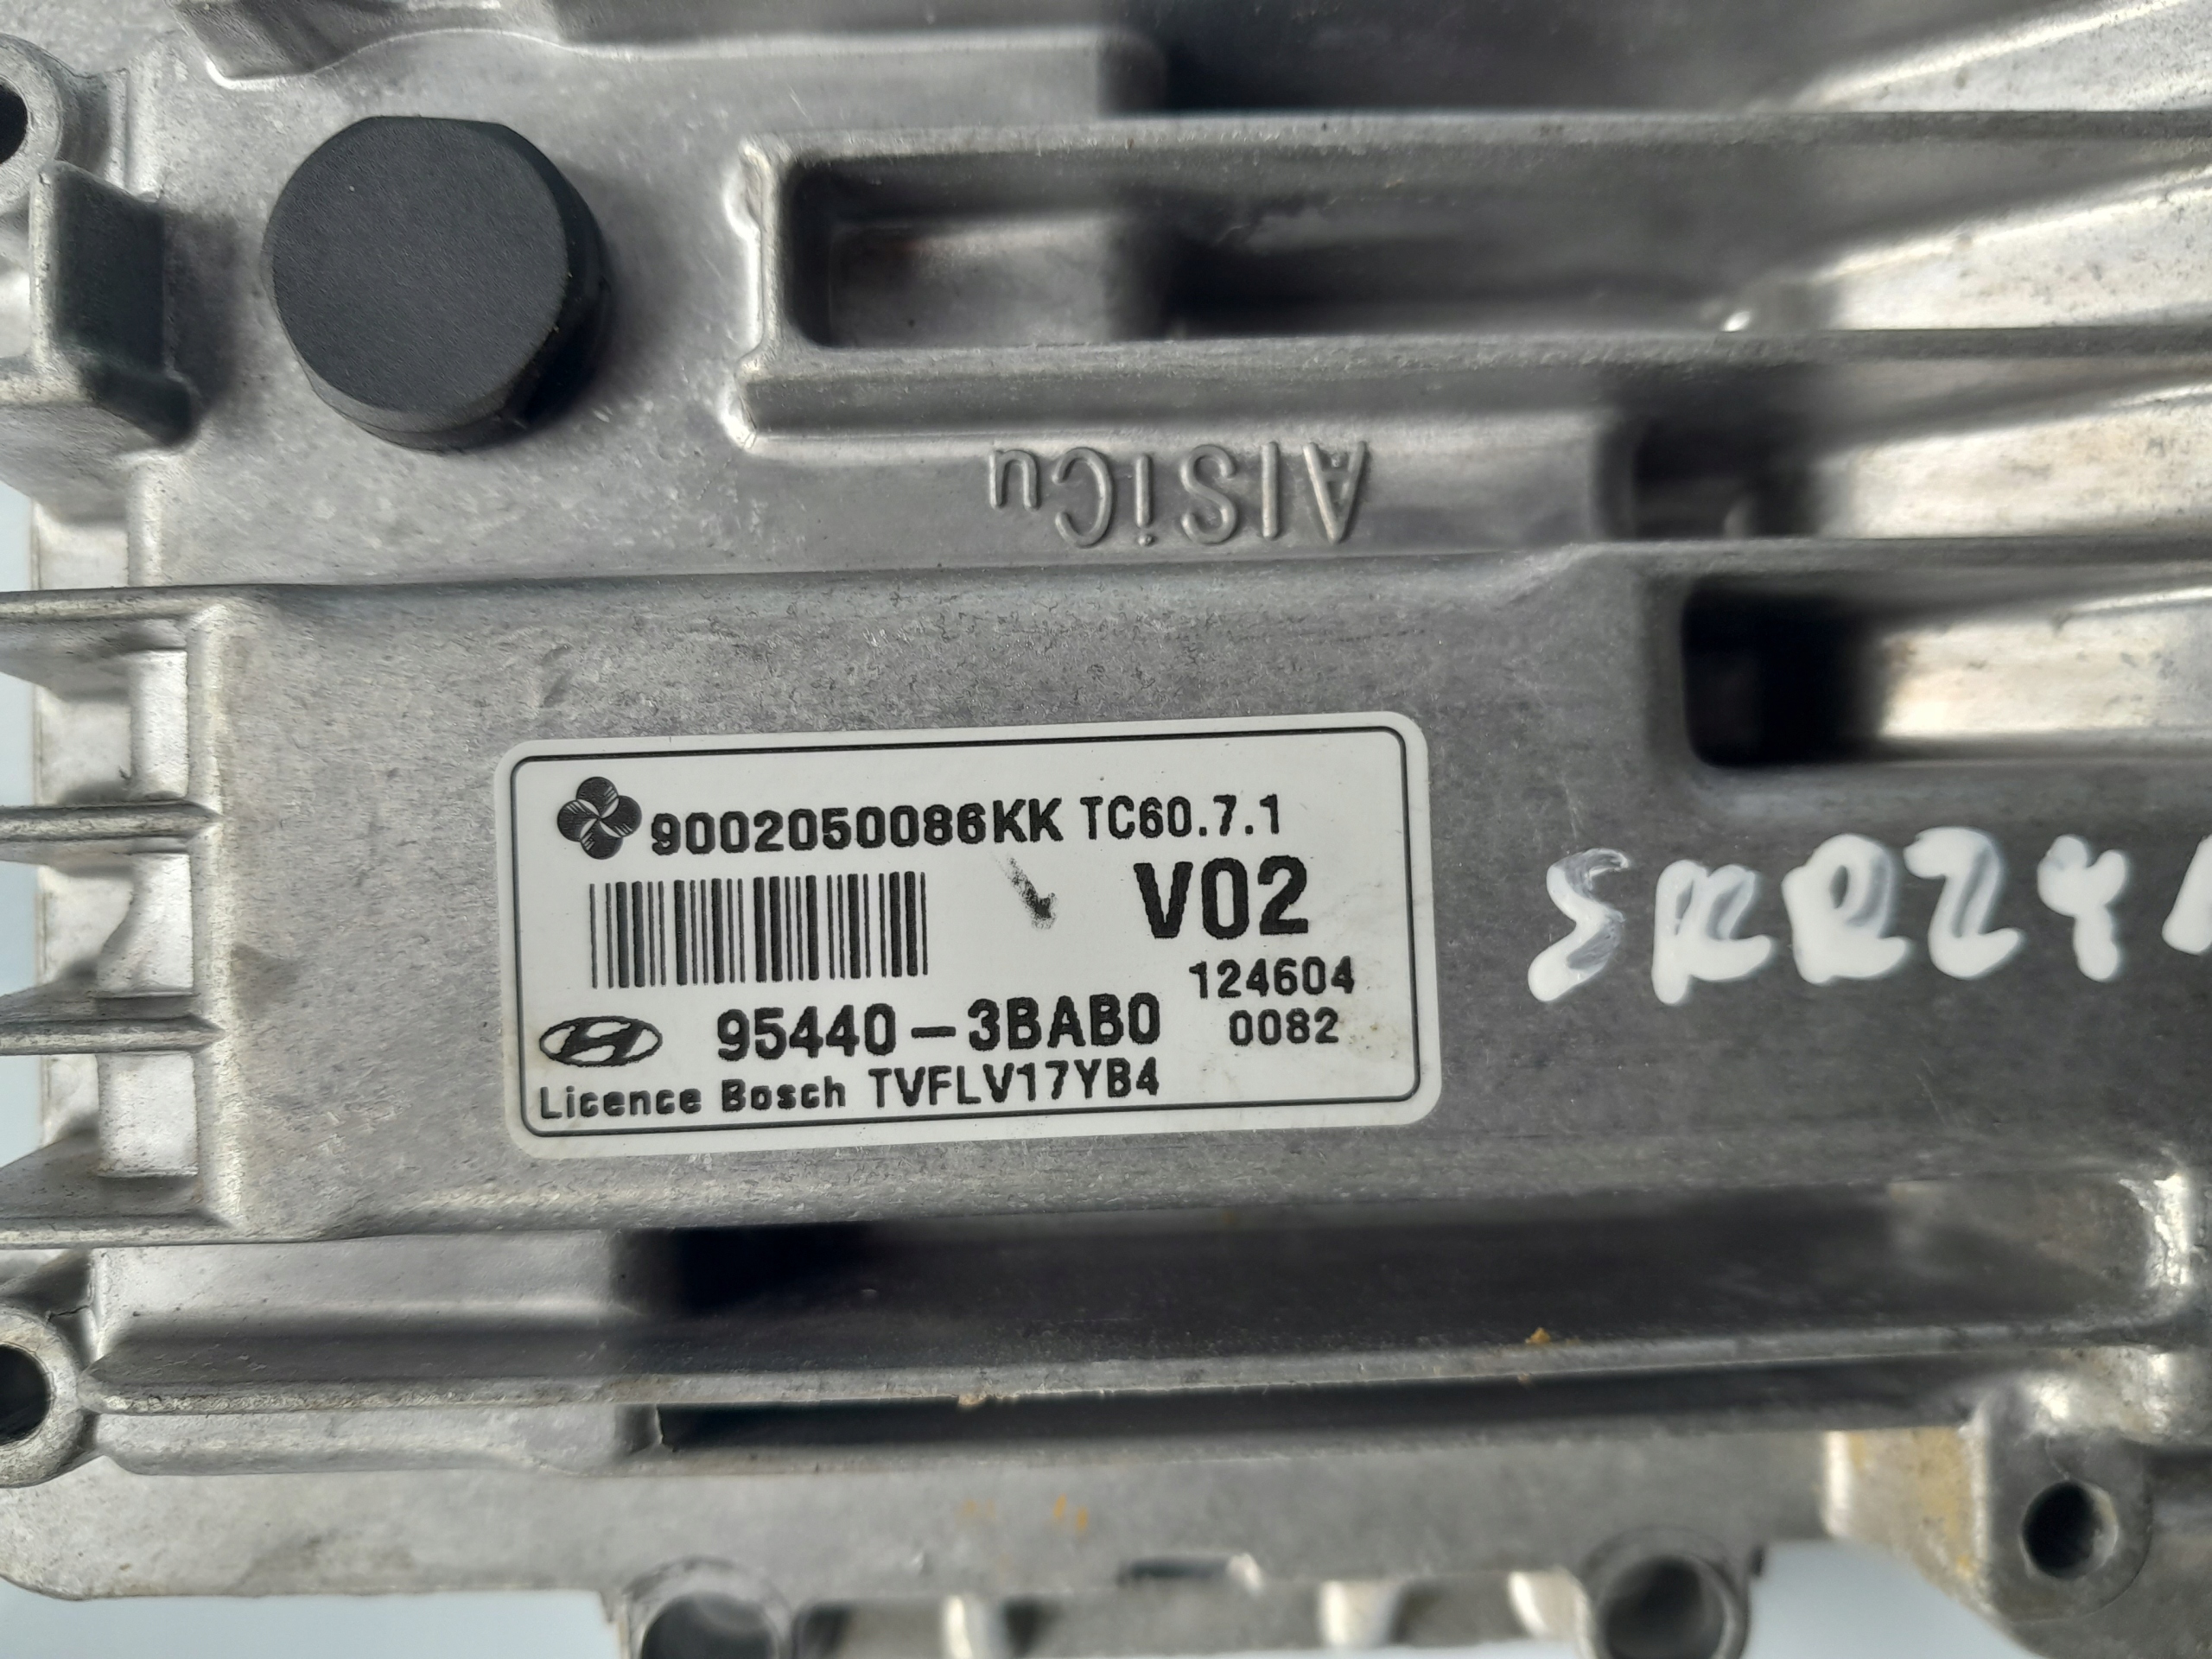 AlSiCu
9002050086KK TC60.7.1
V02
124604
95440-3BAB0
0082
Licence Bosch TVFLV17YB4